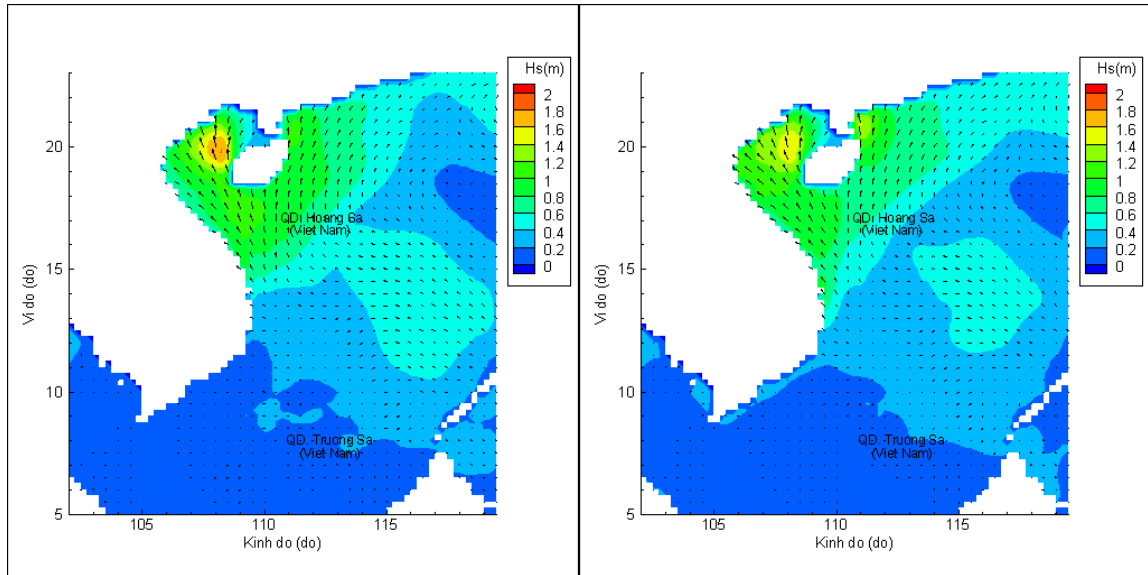 Hs(m)
2
1.8
1.6
1.4
1.2
1
0.8
0.6
0.4
0.2
0
20
15
10
5
Vi do (do)
QDı Hoang Sa
(Viet Nam)
QD. Truong Sa
(Viet Nam)
105
110
115
Kinh do (do)
Hs(m)
2
1.8
1.6
1.4
1.2
1
0.8
0.6
0.4
0.2
0
20
15
10
5
Vi do (do)
QDı Hoang Sa
(Viet Nam)
QD. Truong Sa
(Viet Nam)
105
110
115
Kinh do (do)